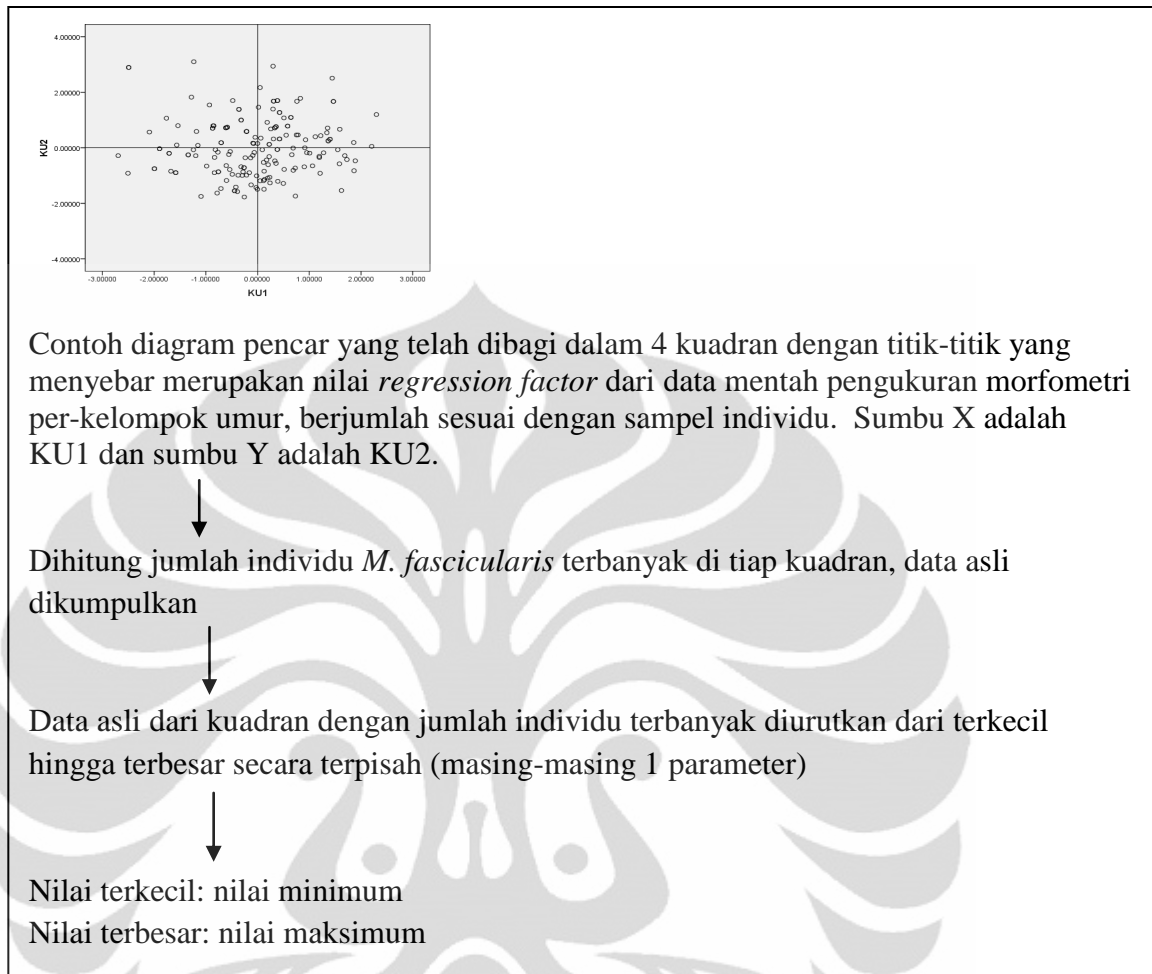 4.00000
2.00000
KU2
0.00000
-2.00000
-4.00000
-3.00000 -2.00000 -1.00000 0.00000 1.00000 2.00000 3.00000
KU1
Contoh diagram pencar yang telah dibagi dalam 4 kuadran dengan titik-titik yang
menyebar merupakan nilai regression factor dari data mentah pengukuran morfometri
per-kelompok umur, berjumlah sesuai dengan sampel individu. Sumbu X adalah
KU1 dan sumbu Y adalah KU2.
Dihitung jumlah individu M. fascicularis terbanyak di tiap kuadran, data asli
dikumpulkan
Data asli dari kuadran dengan jumlah individu terbanyak diurutkan dari terkecil
hingga terbesar secara terpisah (masing-masing 1 parameter)
Nilai terkecil: nilai minimum
Nilai terbesar: nilai maksimum